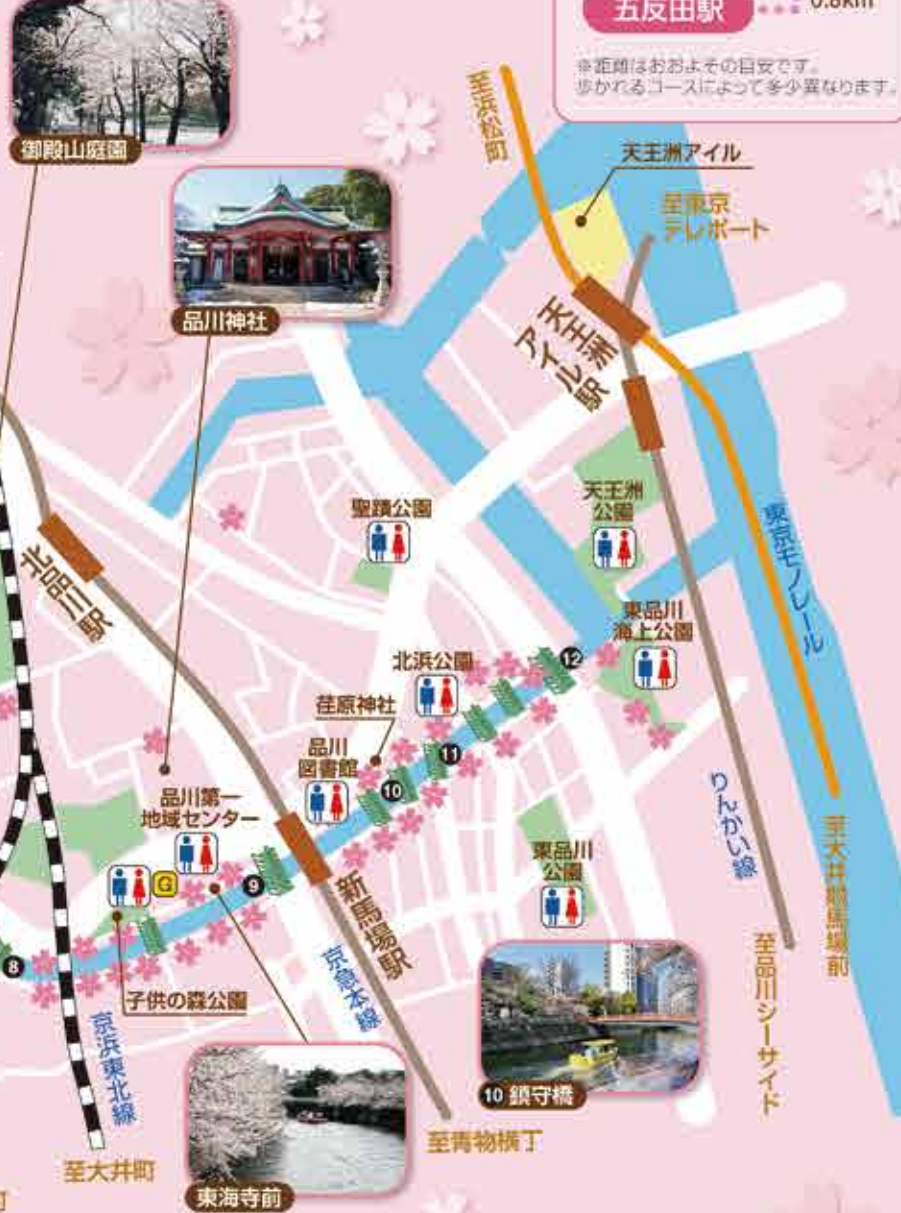 五反田駅
0.8km
※距離はおおよその目安です。
歩かれるコースによって多少異なります。
御殿山庭園
至浜松町
天王洲アイル
至東京
テレポート
品川神社
天王洲
アイル駅
聖蹟公園
天王洲
公園
東京モノレール
北品川駅
東品川
海上公園
12
北浜公園
荏原神社
11
品川
図書館
10
りんかい線
品川第一
地域センター
G
9
新馬場駅
東品川
公園
至大井競馬場前
8
子供の森公園
京急本線
京浜東北線
至品川シーサイド
10 鎮守橋
至青物横丁
至大井町
東海寺前
町